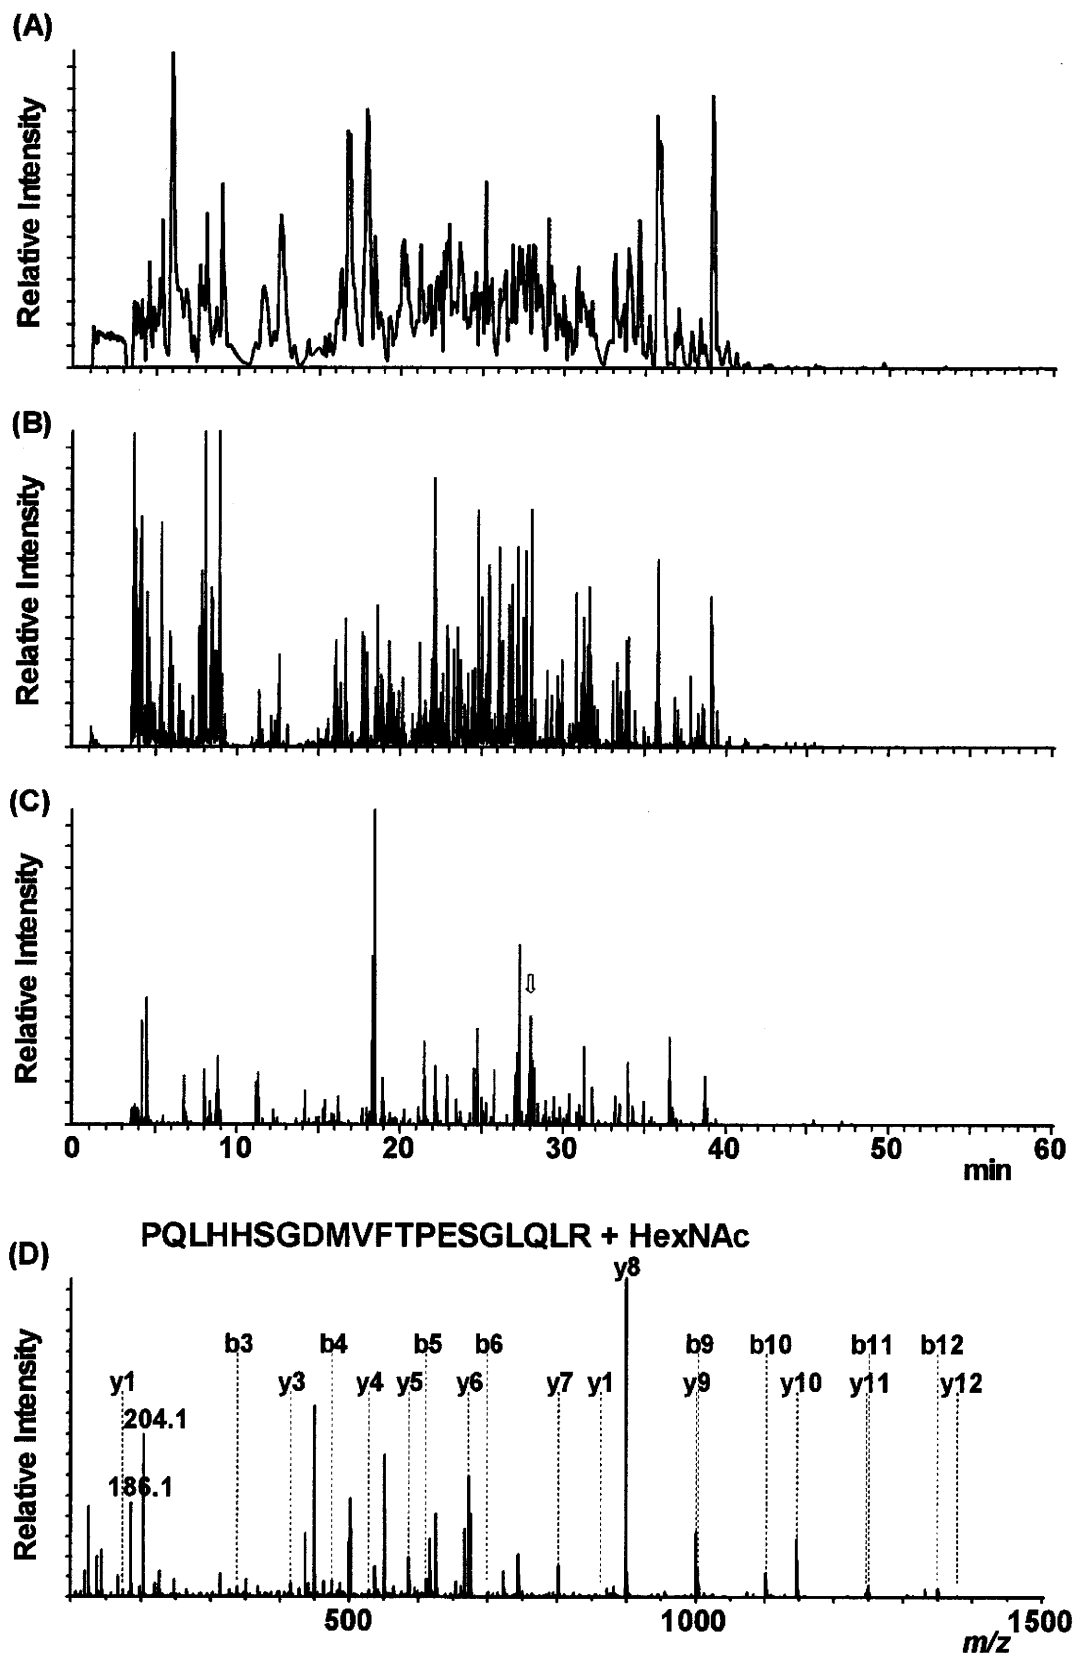 (A)
Relative Intensity
(B)
Relative Intensity
(C)
Relative Intensity
0 10 20 30 40 50 60
min
PQLHHSGDMVFTPESGLQLR + HexNAc
(D)
y8
Relative Intensity
b3 b4 b5 b6 b9 b10 b11 b12
y1 y3 y4 y5 y6 y7 y1 y9 y10 y11 y12
204.1
186.1
500 1000 1500
m/z